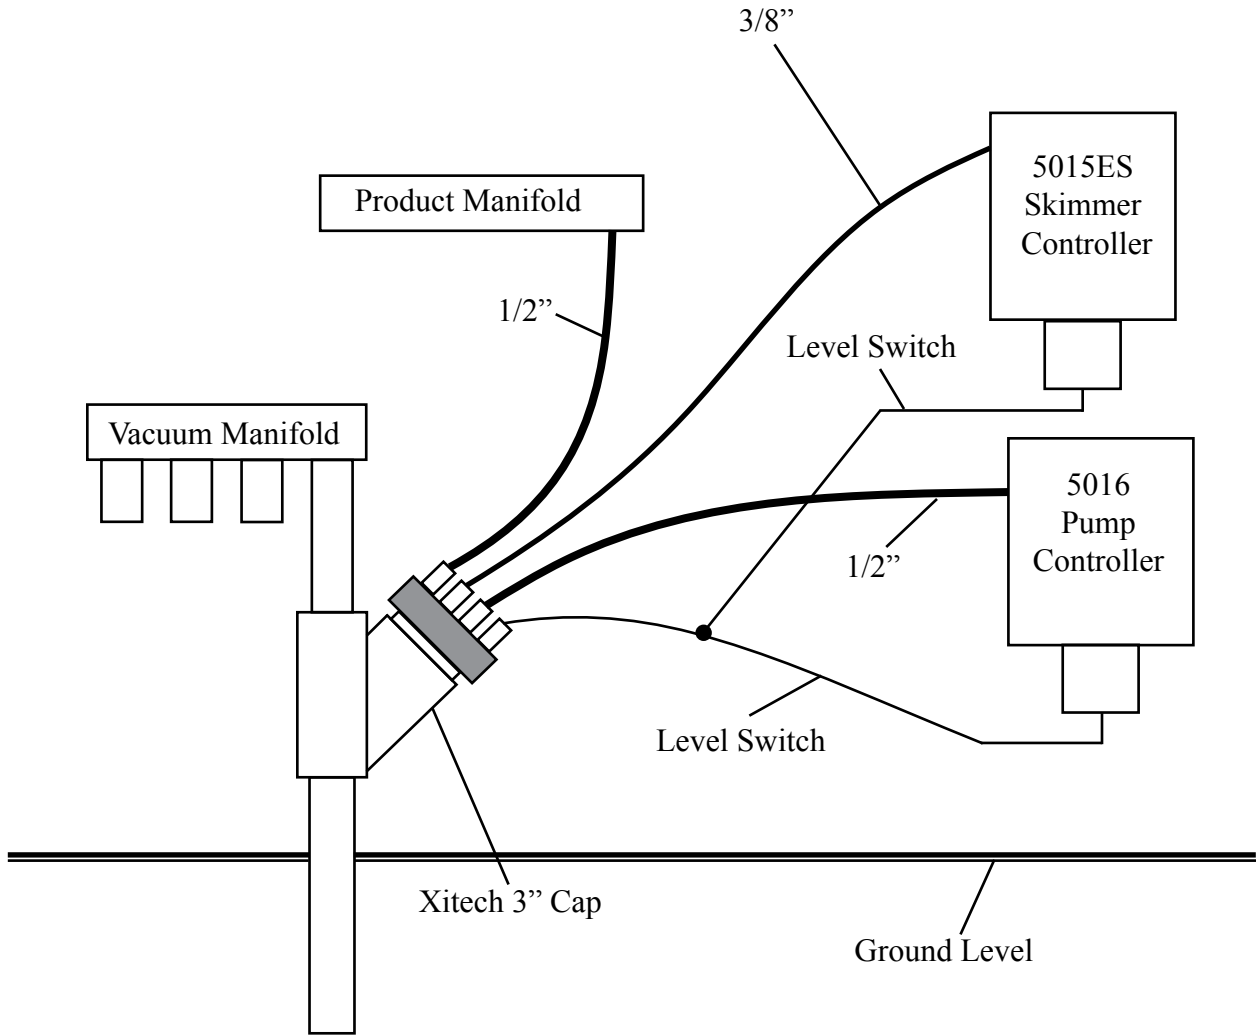 3/8”
5015ES
Skimmer
Controller
Product Manifold
1/2”
Level Switch
Vacuum Manifold
5016
Pump
Controller
1/2”
Level Switch
Xitech 3” Cap
Ground Level